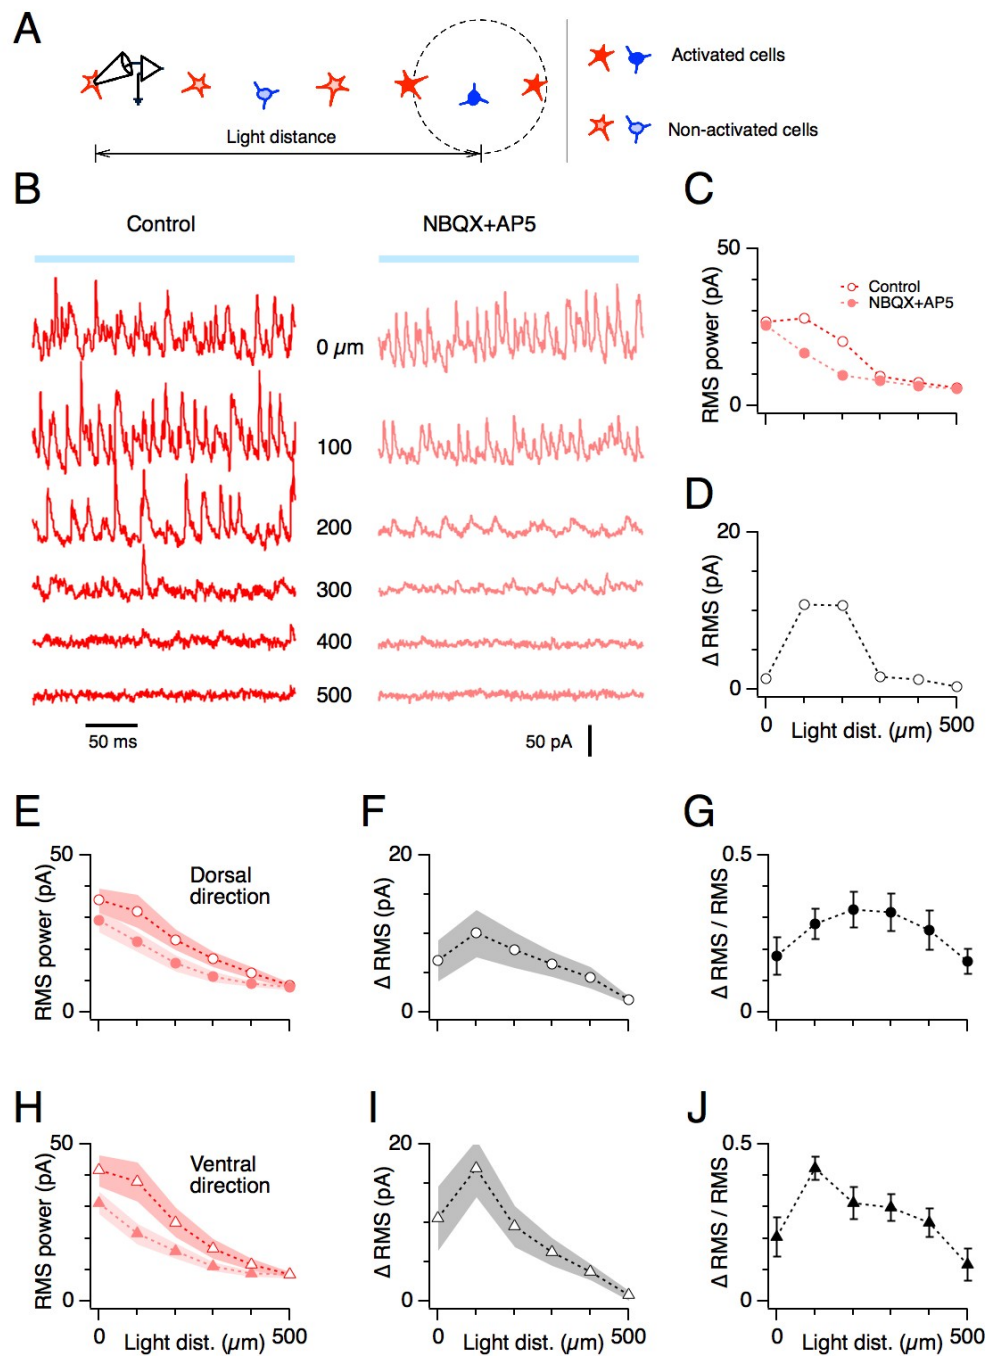 A
Light distance
Activated cells
Non-activated cells
B
Control
NBQX+AP5
0 µm
100
200
300
400
500
50 ms
50 pA
C
50
RMS power (pA)
0
Control
NBQX+AP5
D
20
Δ RMS (pA)
0
0
Light dist. (µm)
500
E
50
RMS power (pA)
0
Dorsal
direction
F
20
Δ RMS (pA)
0
G
0.5
Δ RMS / RMS
0
H
50
RMS power (pA)
0
Ventral
direction
0
Light dist. (µm)
500
I
20
Δ RMS (pA)
0
0
Light dist. (µm)
500
J
0.5
Δ RMS / RMS
0
0
Light dist. (µm)
500